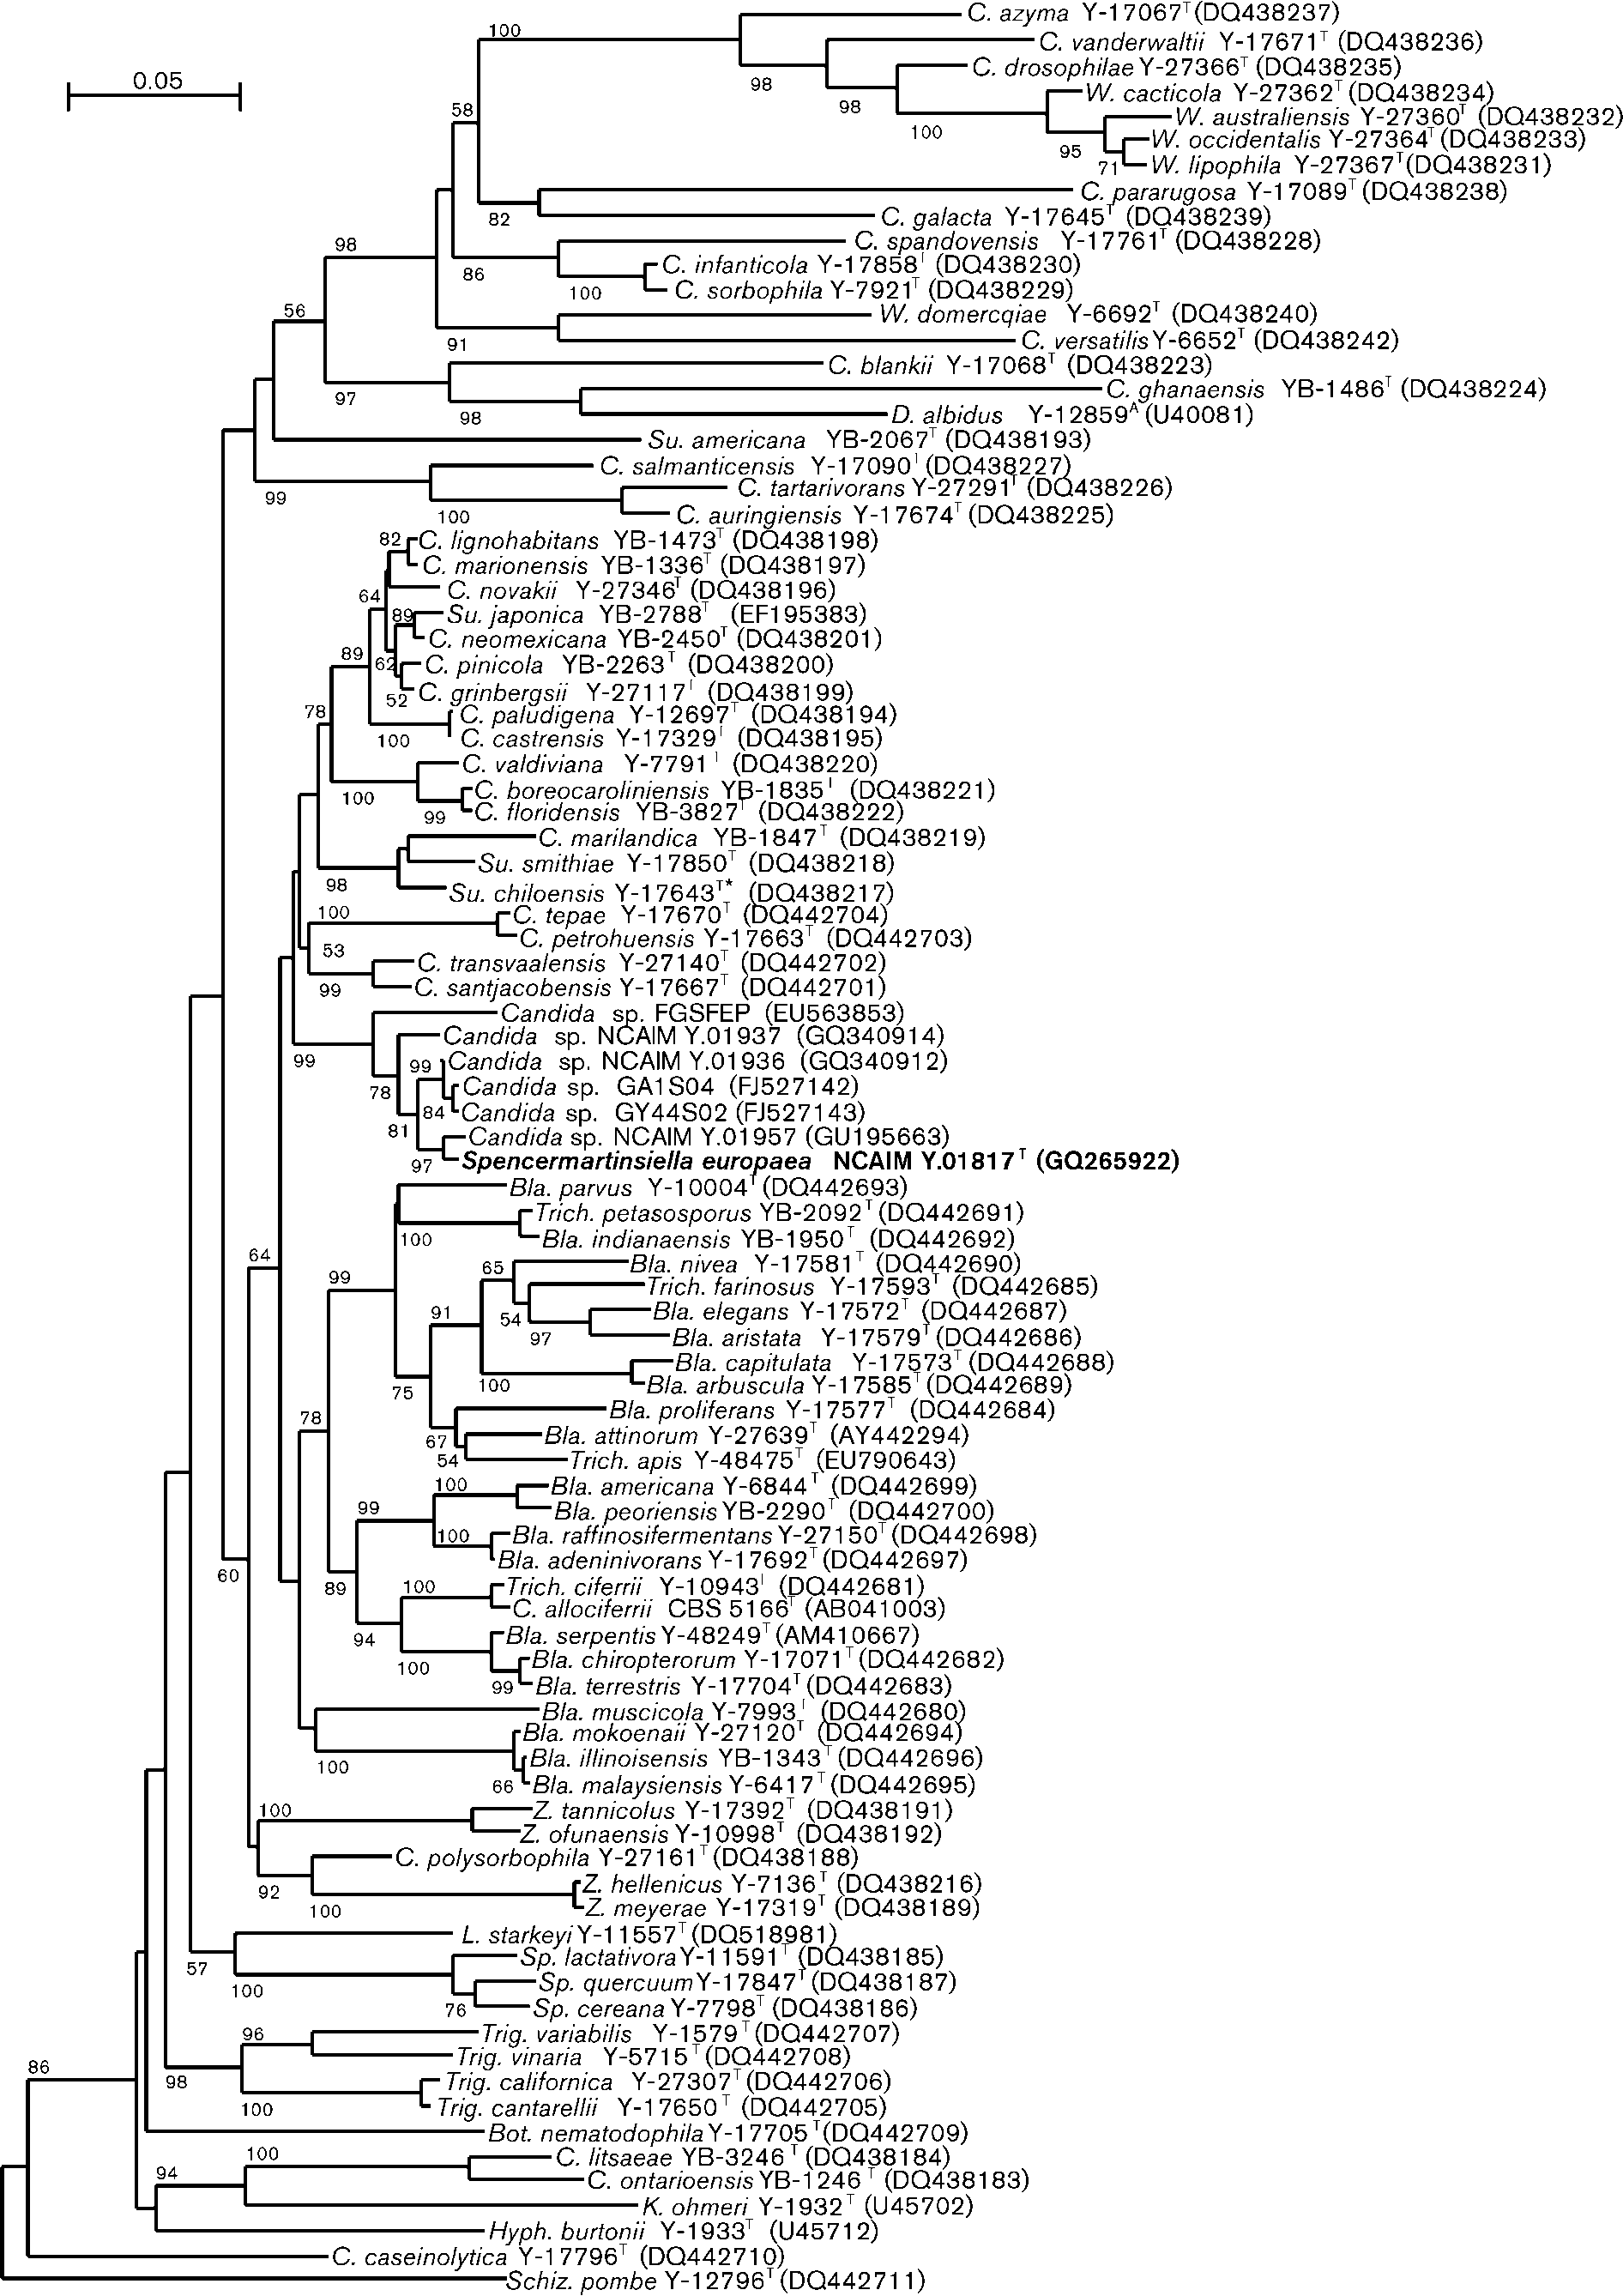 C. azyma Y-17067T (DQ438237)
100
C. vanderwaltii Y-17671T (DQ438236)
C. drosophilae Y-27366T (DQ438235)
0.05
98
W. cacticola Y-27362T (DQ438234)
98
58
W. australiensis Y-27360T (DQ438232)
100
W. occidentalis Y-27364T (DQ438233)
95
71
W. lipophila Y-27367T (DQ438231)
C. pararugosa Y-17089T (DQ438238)
82
C. galacta Y-17645T (DQ438239)
98
C. spandovensis Y-17761T (DQ438228)
86
C. infanticola Y-17858T (DQ438230)
100
C. sorbophila Y-7921T (DQ438229)
56
W. domercqiae Y-6692T (DQ438240)
91
C. versatilis Y-6652T (DQ438242)
C. blankii Y-17068T (DQ438223)
97
C. ghanaensis YB-1486T (DQ438224)
98
D. albidus Y-12859A (U40081)
Su. americana YB-2067T (DQ438193)
C. salmanticensis Y-17090T (DQ438227)
99
C. tartarivorans Y-27291T (DQ438226)
100
C. auringiensis Y-17674T (DQ438225)
82
C. lignohabitans YB-1473T (DQ438198)
C. marionensis YB-1336T (DQ438197)
64
C. novakii Y-27346T (DQ438196)
89
Su. japonica YB-2788T (EF195383)
C. neomexicana YB-2450T (DQ438201)
89
62
C. pinicola YB-2263T (DQ438200)
52
C. grinbergsii Y-27117T (DQ438199)
78
C. paludigena Y-12697T (DQ438194)
100
C. castrensis Y-17329T (DQ438195)
C. valdiviana Y-7791T (DQ438220)
100
C. boreocaroliniensis YB-1835T (DQ438221)
99
C. floridensis YB-3827T (DQ438222)
C. marilandica YB-1847T (DQ438219)
Su. smithiae Y-17850T (DQ438218)
98
Su. chiloensis Y-17643T* (DQ438217)
100
C. tepae Y-17670T (DQ442704)
C. petrohuensis Y-17663T (DQ442703)
53
C. transvaalensis Y-27140T (DQ442702)
99
C. santjacobensis Y-17667T (DQ442701)
Candida sp. FGSFEP (EU563853)
Candida sp. NCAIM Y.01937 (GQ340914)
99
99
Candida sp. NCAIM Y.01936 (GQ340912)
78
Candida sp. GA1S04 (FJ527142)
84
Candida sp. GY44S02 (FJ527143)
81
Candida sp. NCAIM Y.01957 (GU195663)
97
Spencermartinsiella europaea NCAIM Y.01817T (GQ265922)
Bla. parvus Y-10004T (DQ442693)
Trich. petasosporus YB-2092T (DQ442691)
100
Bla. indianaensis YB-1950T (DQ442692)
64
65
Bla. nivea Y-17581T (DQ442690)
99
Trich. farinosus Y-17593T (DQ442685)
91
54
Bla. elegans Y-17572T (DQ442687)
97
Bla. aristata Y-17579T (DQ442686)
Bla. capitulata Y-17573T (DQ442688)
75
100
Bla. arbuscula Y-17585T (DQ442689)
78
Bla. proliferans Y-17577T (DQ442684)
67
Bla. attinorum Y-27639T (AY442294)
54
Trich. apis Y-48475T (EU790643)
100
Bla. americana Y-6844T (DQ442699)
99
Bla. peoriensis YB-2290T (DQ442700)
100
Bla. raffinosifermentans Y-27150T (DQ442698)
Bla. adeninivorans Y-17692T (DQ442697)
60
89
100
Trich. ciferrii Y-10943T (DQ442681)
C. allociferrii CBS 5166T (AB041003)
94
Bla. serpentis Y-48249T (AM410667)
100
Bla. chiropterorum Y-17071T (DQ442682)
99
Bla. terrestris Y-17704T (DQ442683)
Bla. muscicola Y-7993T (DQ442680)
Bla. mokoenaii Y-27120T (DQ442694)
100
Bla. illinoisensis YB-1343T (DQ442696)
66
Bla. malaysiensis Y-6417T (DQ442695)
100
Z. tannicolus Y-17392T (DQ438191)
Z. ofunaensis Y-10998T (DQ438192)
C. polysorbophila Y-27161T (DQ438188)
92
Z. hellenicus Y-7136T (DQ438216)
100
Z. meyerae Y-17319T (DQ438189)
L. starkeyi Y-11557T (DQ518981)
57
Sp. lactativora Y-11591T (DQ438185)
100
Sp. quercuum Y-17847T (DQ438187)
76
Sp. cereana Y-7798T (DQ438186)
96
Trig. variabilis Y-1579T (DQ442707)
Trig. vinaria Y-5715T (DQ442708)
86
98
Trig. californica Y-27307T (DQ442706)
100
Trig. cantarellii Y-17650T (DQ442705)
Bot. nematodophila Y-17705T (DQ442709)
100
C. litsaeae YB-3246T (DQ438184)
94
C. ontarioensis YB-1246T (DQ438183)
K. ohmeri Y-1932T (U45702)
Hyph. burtonii Y-1933T (U45712)
C. caseinolytica Y-17796T (DQ442710)
Schiz. pombe Y-12796T (DQ442711)